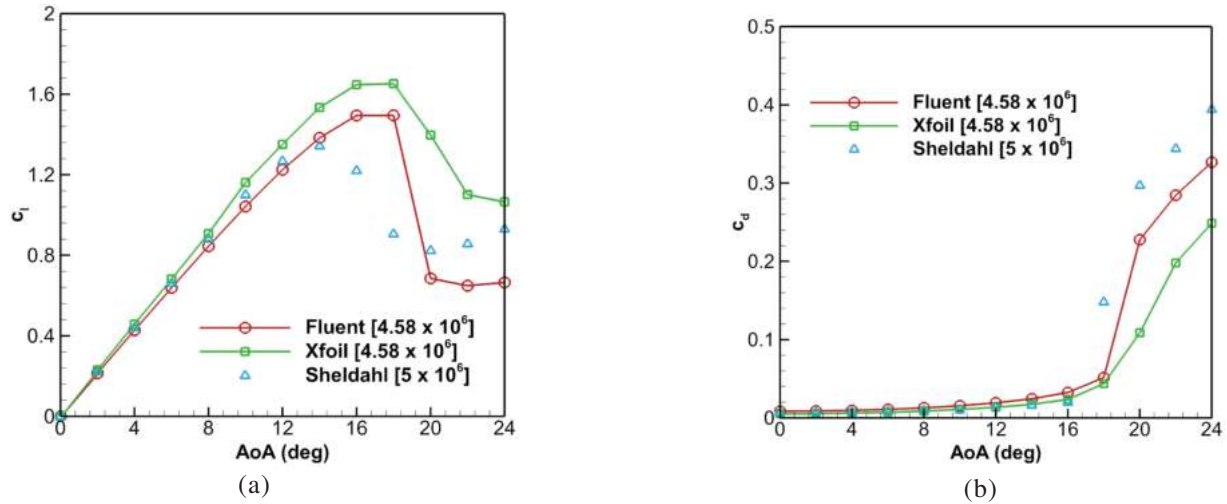 2
1.6
1.2
0.8
0.4
0
c_l
0 4 8 12 16 20 24
AoA (deg)
Fluent [4.58 x 10^6]
Xfoil [4.58 x 10^6]
Sheldahl [5 x 10^6]
(a)
0.5
0.4
0.3
0.2
0.1
0
c_d
0 4 8 12 16 20 24
AoA (deg)
Fluent [4.58 x 10^6]
Xfoil [4.58 x 10^6]
Sheldahl [5 x 10^6]
(b)